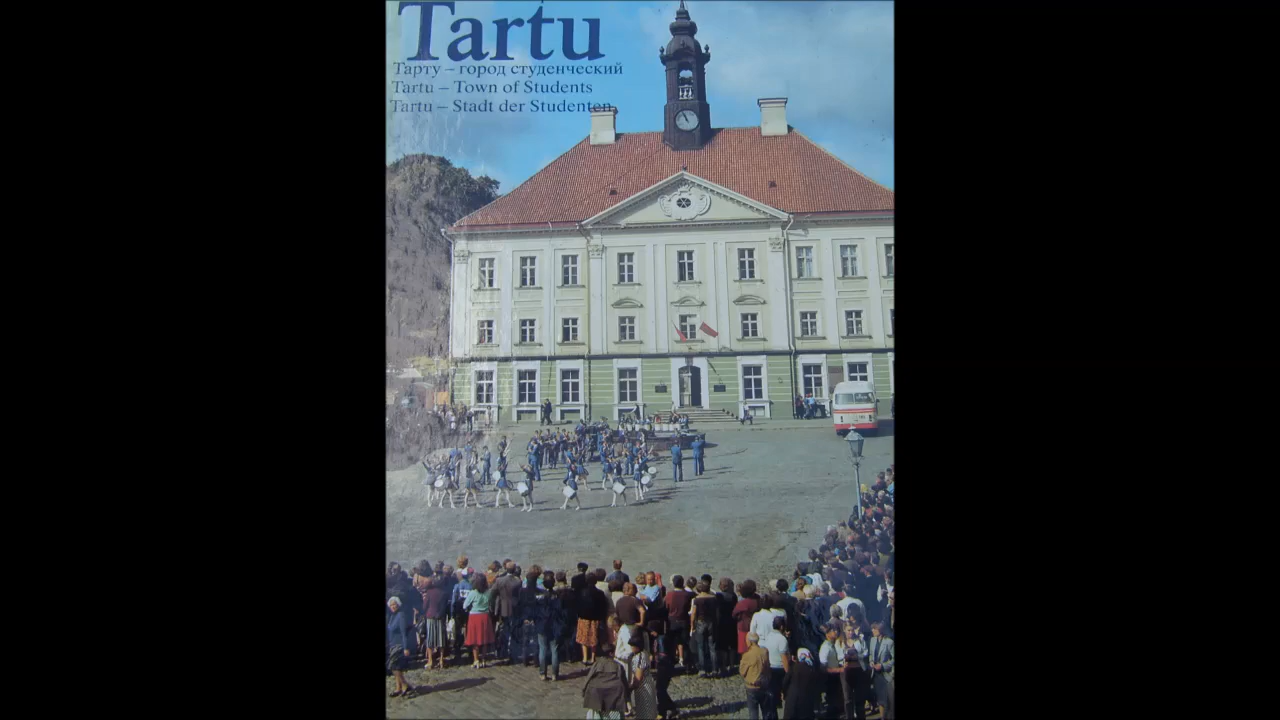 Tartu
Тарту – город студенческий
Tartu – Town of Students
Tartu – Stadt der Studenten